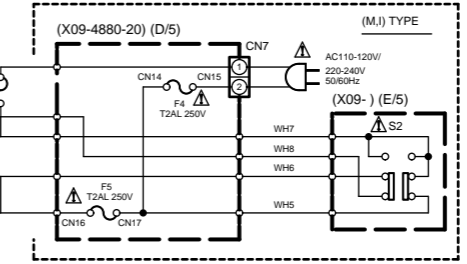 (M,I) TYPE
(X09-4880-20) (D/5)
CN7
AC110-120V/
220-240V
50/60Hz
1
2
CN14
CN15
F4
T2AL 250V
(X09- ) (E/5)
S2
WH7
WH8
WH6
WH5
F5
T2AL 250V
CN16
CN17